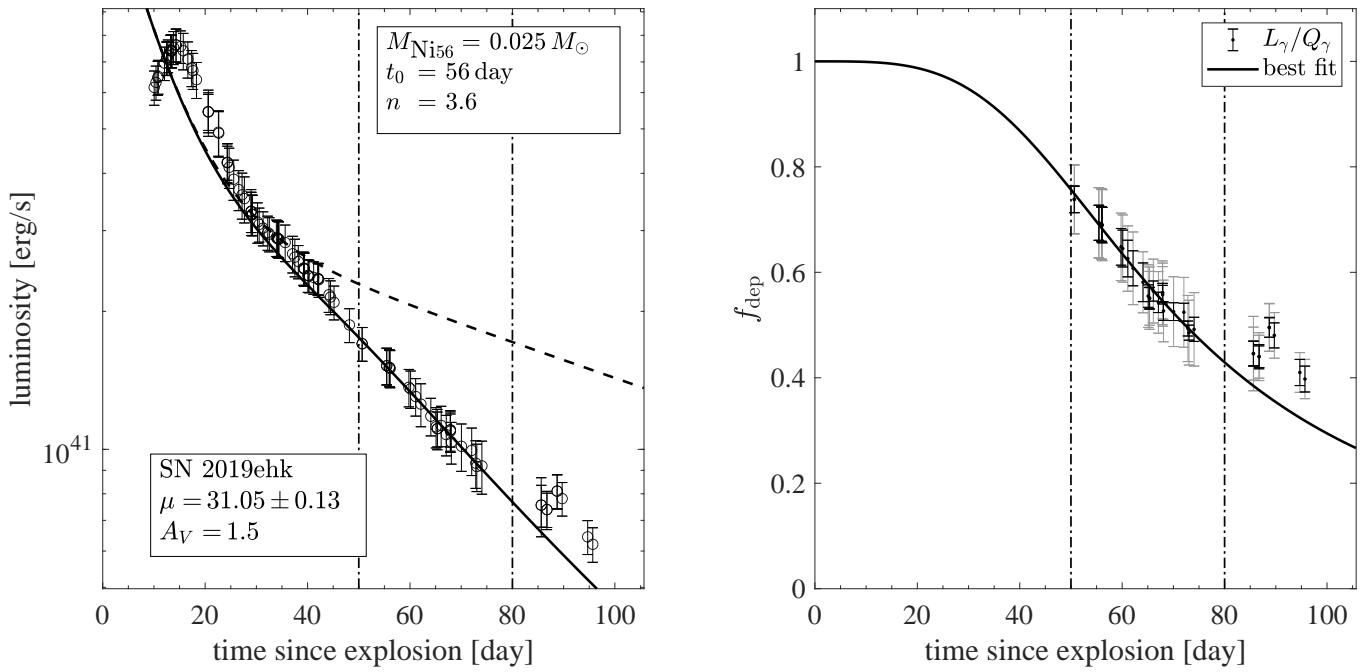 M_Ni56 = 0.025 M_⊙
t_0 = 56 day
n = 3.6
SN 2019ehk
μ = 31.05 ± 0.13
A_V = 1.5
luminosity [erg/s]
10^41
0 20 40 60 80 100
time since explosion [day]
L_γ/Q_γ
best fit
f_dep
1
0.8
0.6
0.4
0.2
0
0 20 40 60 80 100
time since explosion [day]